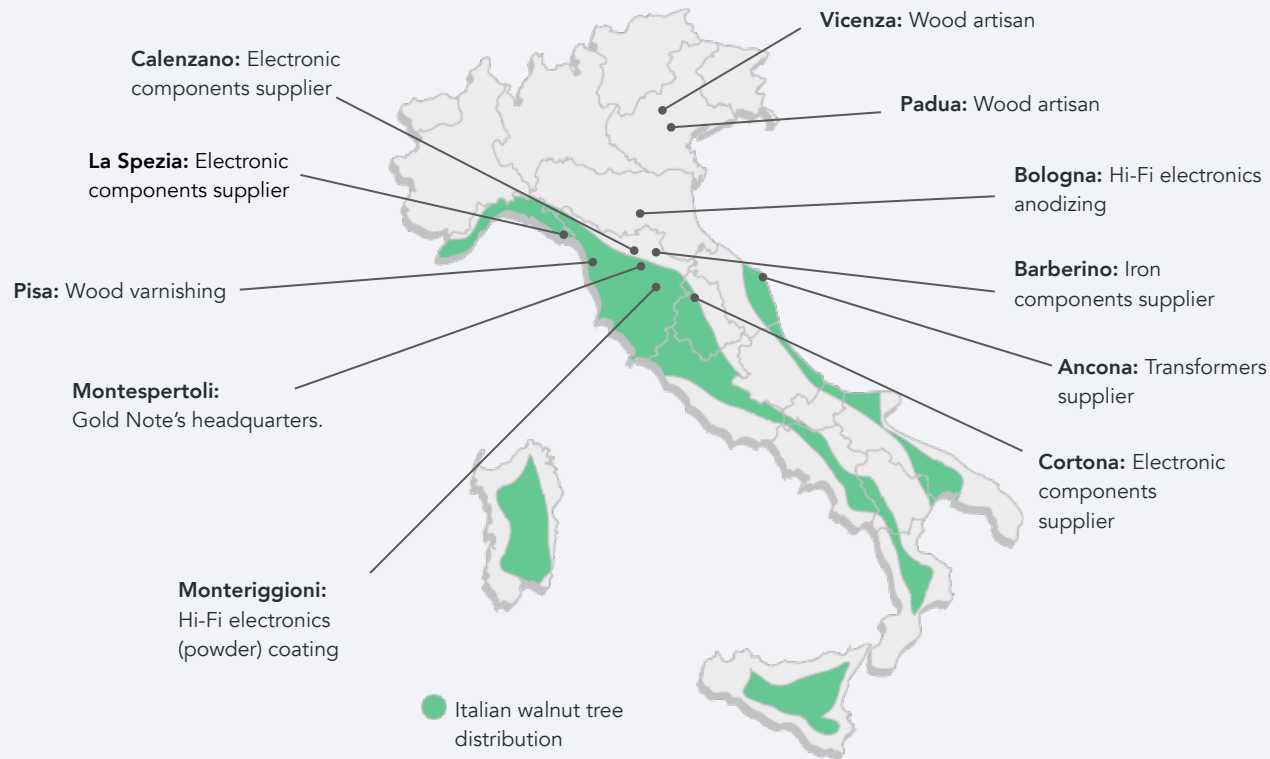 Vicenza: Wood artisan
Calenzano: Electronic
components supplier
Padua: Wood artisan
La Spezia: Electronic
components supplier
Bologna: Hi-Fi electronics
anodizing
Barberino: Iron
components supplier
Pisa: Wood varnishing
Ancona: Transformers
supplier
Montespertoli:
Gold Note’s headquarters.
Cortona: Electronic
components
supplier
Monteriggioni:
Hi-Fi electronics
(powder) coating
Italian walnut tree
distribution